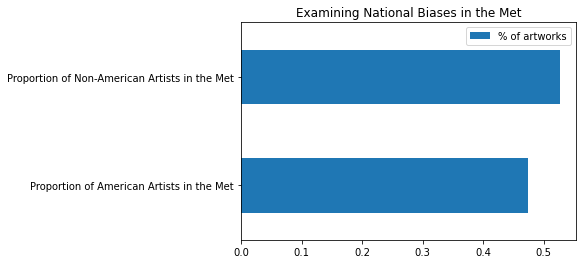 Examining National Biases in the Met
% of artworks
Proportion of Non-American Artists in the Met
Proportion of American Artists in the Met
0.0 0.1 0.2 0.3 0.4 0.5